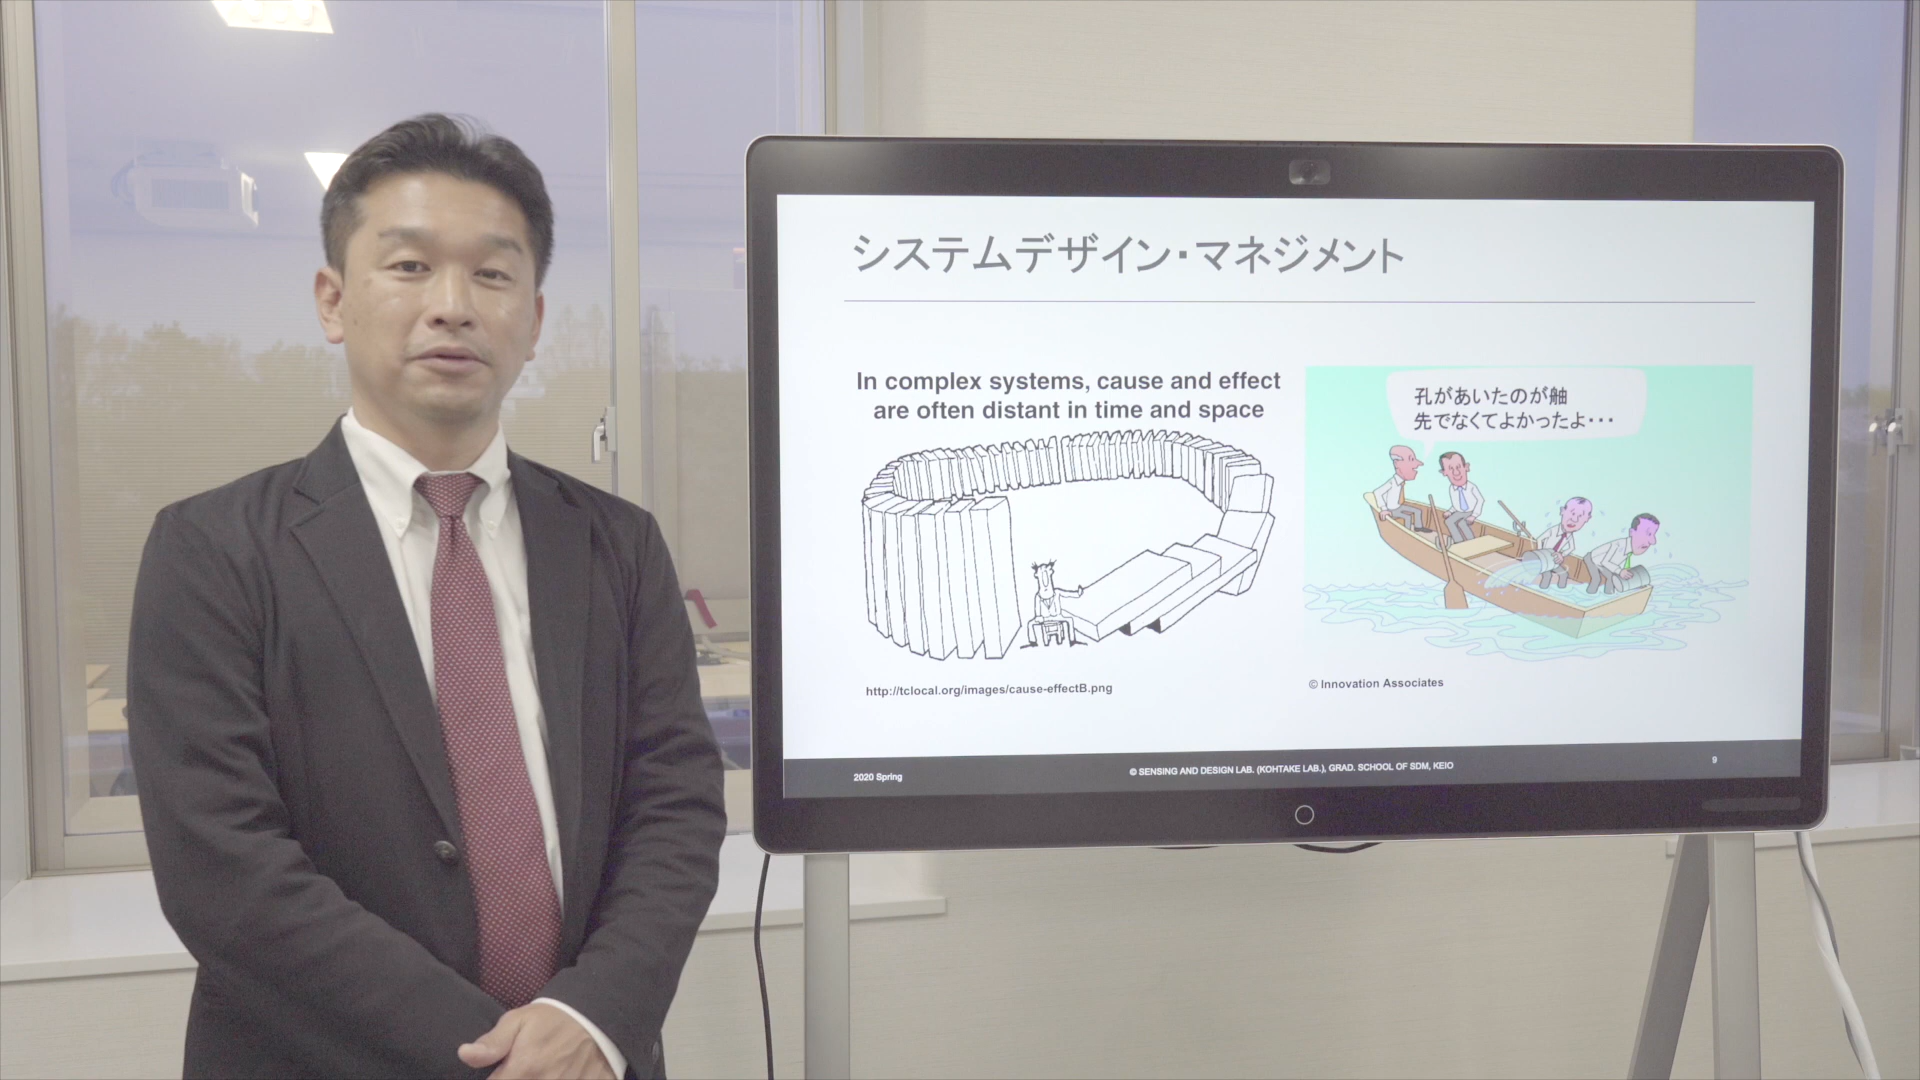 システムデザイン・マネジメント
In complex systems, cause and effect
are often distant in time and space
孔があいたのが舳
先でなくてよかったよ・・・
http://tclocal.org/images/cause-effectB.png
© Innovation Associates
2020 Spring
© SENSING AND DESIGN LAB. (KOHTAKE LAB.), GRAD. SCHOOL OF SDM, KEIO
9